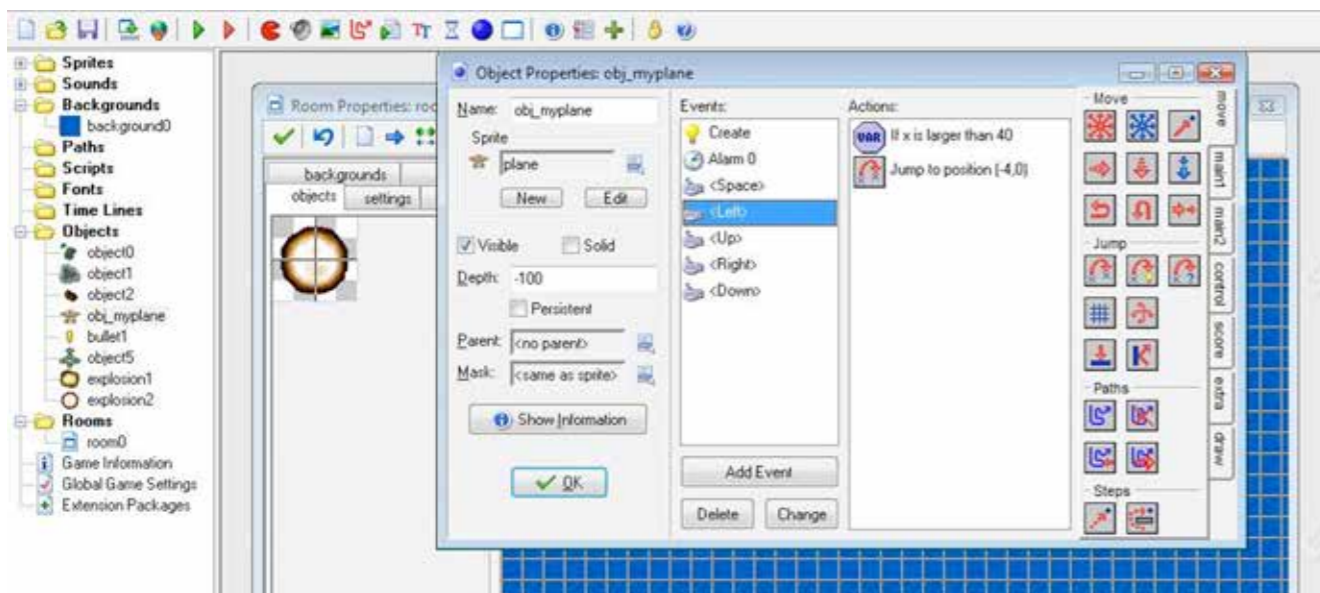 Sprites
Sounds
Backgrounds
background0
Paths
Scripts
Fonts
Time Lines
Objects
object0
object1
object2
obj_myplane
bullet1
object5
explosion1
explosion2
Rooms
room0
Game Information
Global Game Settings
Extension Packages
Room Properties: roo
backgrounds
objects
settings
Object Properties: obj_myplane
Name: obj_myplane
Sprite
plane
New
Edit
Visible
Solid
Depth: -100
Persistent
Parent: <no parent>
Mask: <same as sprite>
Show Information
OK
Events:
Create
Alarm 0
<Space>
<Left>
<Up>
<Right>
<Down>
Add Event
Delete
Change
Actions:
VAR If x is larger than 40
Jump to position (-4,0)
Move
Jump
Paths
Steps
move
main1
main2
control
score
extra
draw